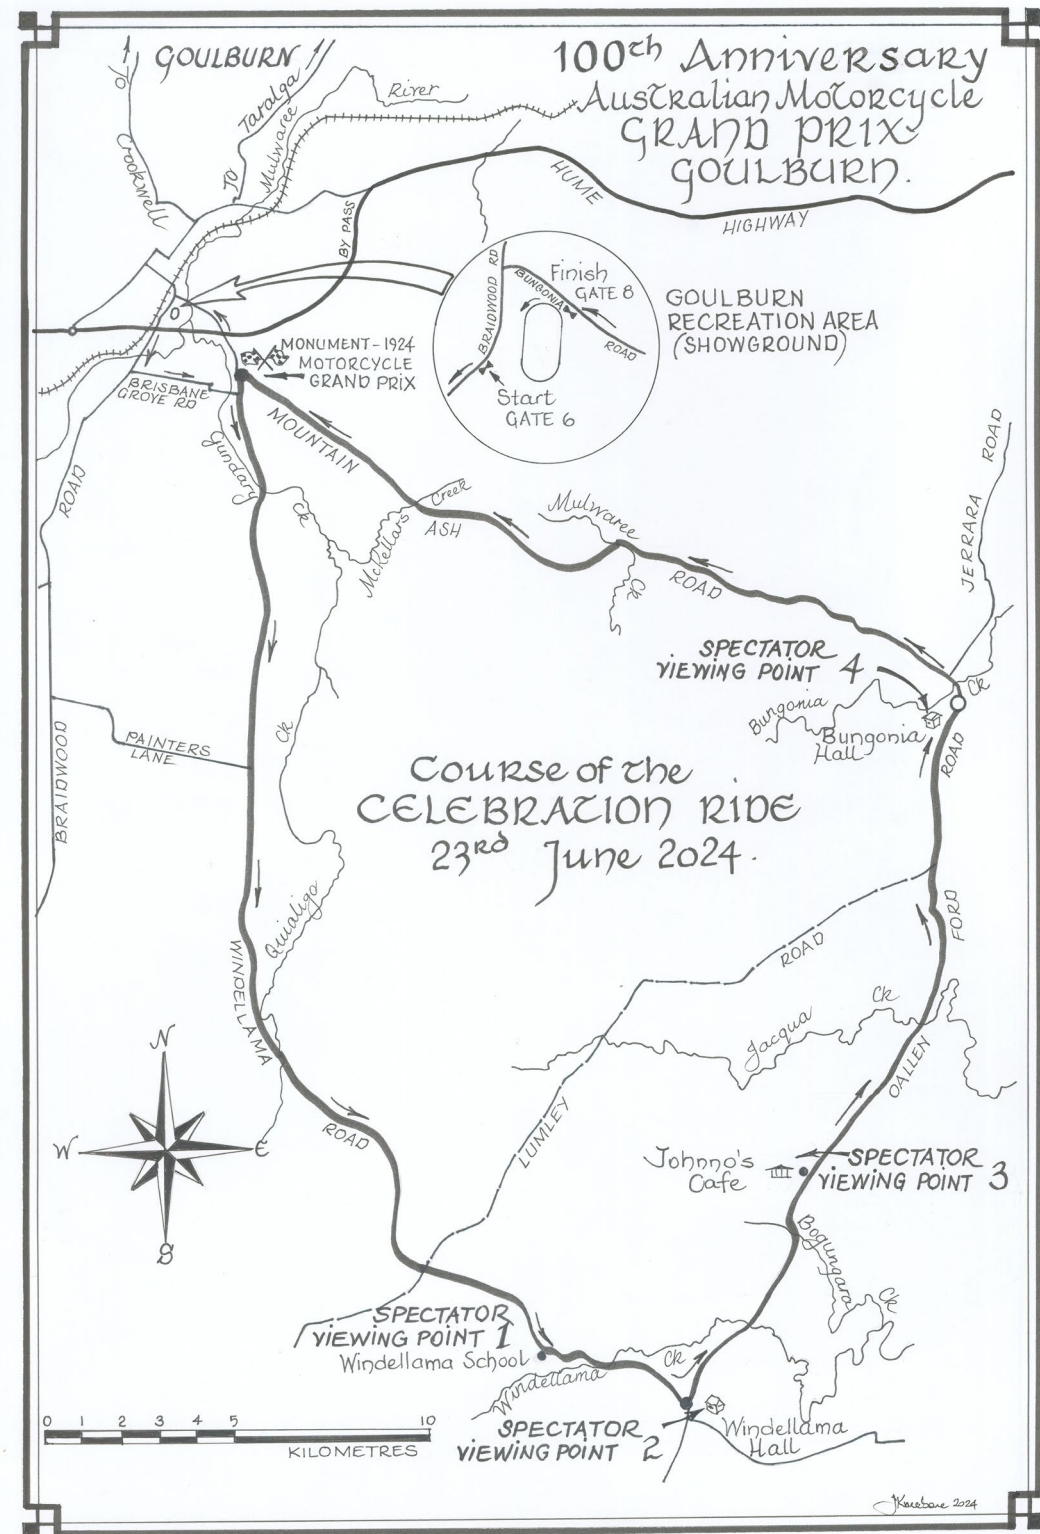 100th Anniversary
Australian Motorcycle
GRAND PRIX
GOULBURN.
GOULBURN
Crookwell
TO Taralga
Mulwaree
River
HUME
HIGHWAY
BY PASS
Finish
GATE 8
BRAIDWOOD RD
BUNGONIA
ROAD
Start
GATE 6
GOULBURN
RECREATION AREA
(SHOWGROUND)
MONUMENT-1924
MOTORCYCLE
GRAND PRIX
BRISBANE
GROVE RD
MOUNTAIN
ASH
ROAD
Gundary
Ck
McKellars
Creek
Mulwaree
Ck
ROAD
JERRARA ROAD
SPECTATOR
VIEWING POINT 4
Bungonia
Ck
Bungonia
Hall
ROAD
PAINTERS
LANE
BRAIDWOOD
Ck
Quialigo
Course of the
CELEBRATION RIDE
23rd June 2024.
FORD
ROAD
WINDELLAMA
Jacqua
Ck
OALLEN
N
W
E
S
ROAD
LUMLEY
Johnno's
Cafe
SPECTATOR
VIEWING POINT 3
Bogungara
Ck
SPECTATOR
VIEWING POINT 1
Windellama School
Windellama
Ck
SPECTATOR
VIEWING POINT 2
Windellama
Hall
0 1 2 3 4 5 10
KILOMETRES
2024